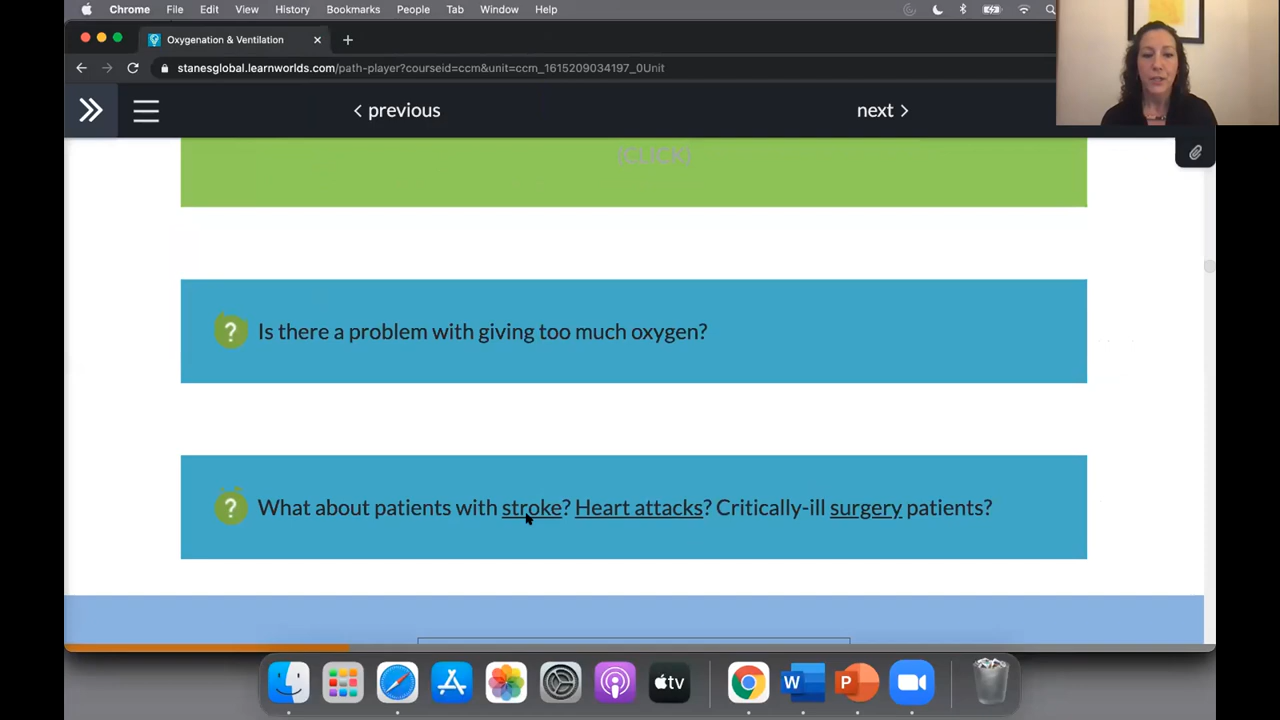 Chrome File Edit View History Bookmarks People Tab Window Help
Oxygenation & Ventilation
stanesglobal.learnworlds.com/path-player?courseid=ccm&unit=ccm_1615209034197_0Unit
previous
next
(CLICK)
? Is there a problem with giving too much oxygen?
? What about patients with stroke? Heart attacks? Critically-ill surgery patients?
tv
W
P